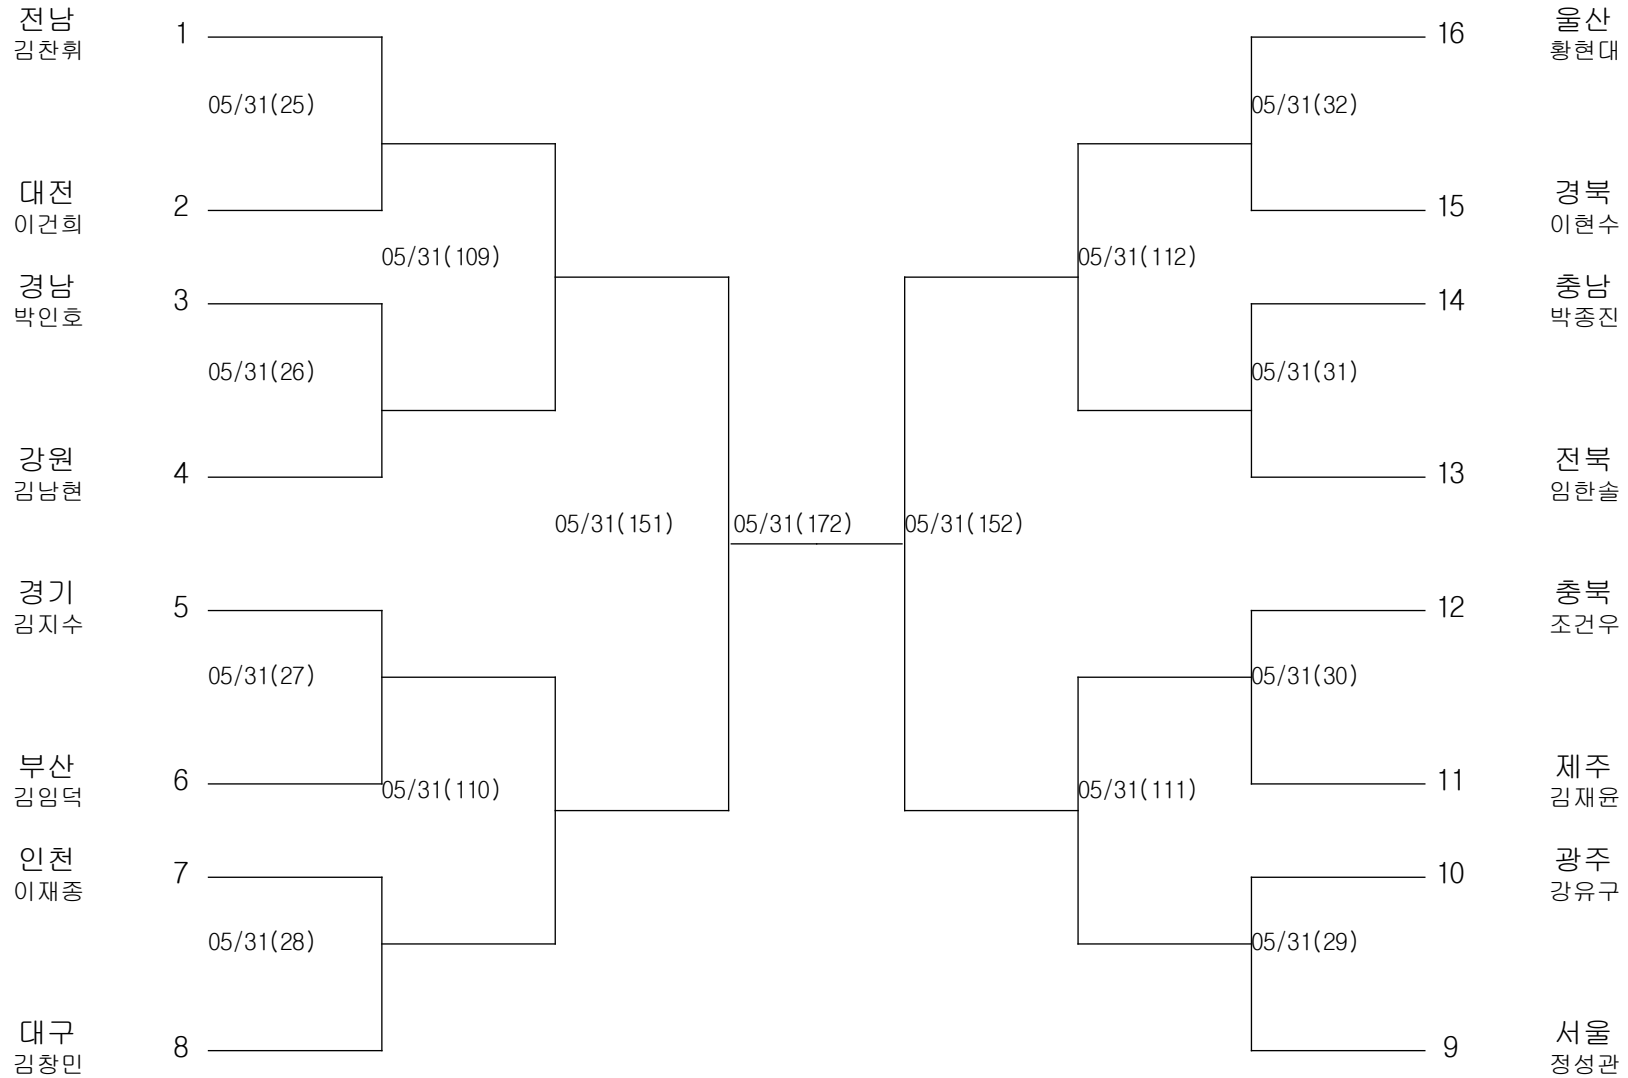 전남
김찬휘
1
05/31(25)
대전
이건희
2
05/31(109)
경남
박인호
3
05/31(26)
강원
김남현
4
05/31(151)
경기
김지수
5
05/31(27)
부산
김임덕
6
05/31(110)
인천
이재종
7
05/31(28)
대구
김창민
8
05/31(172)
16
울산
황현대
05/31(32)
15
경북
이현수
05/31(112)
14
충남
박종진
05/31(31)
13
전북
임한솔
05/31(152)
12
충북
조건우
05/31(30)
11
제주
김재윤
05/31(111)
10
광주
강유구
05/31(29)
9
서울
정성관